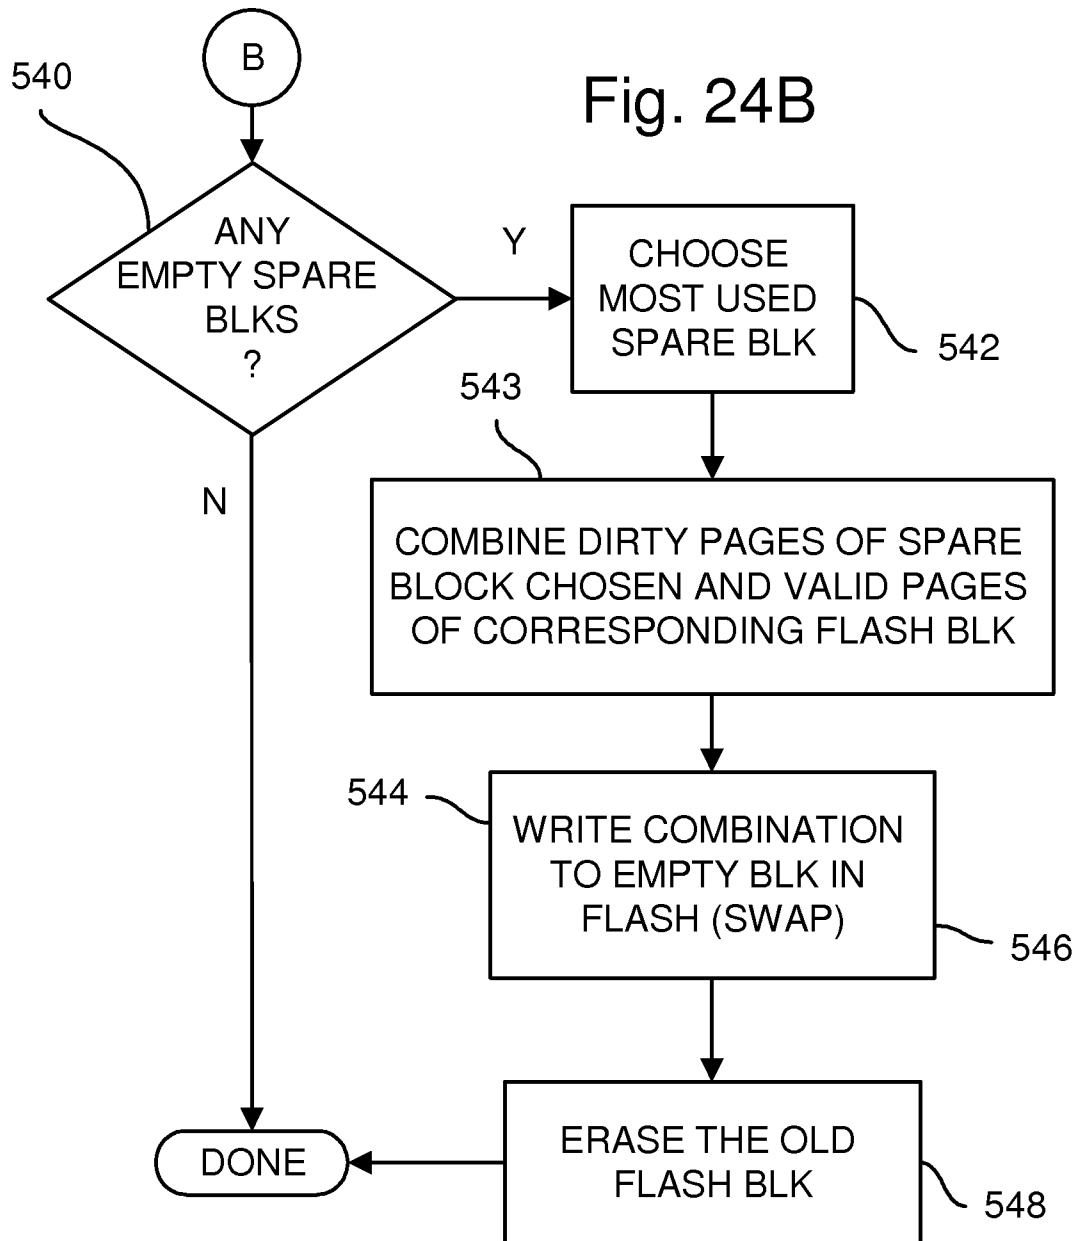 B
540
Fig. 24B
ANY
EMPTY SPARE
BLKS
?
Y
CHOOSE
MOST USED
SPARE BLK
542
543
N
COMBINE DIRTY PAGES OF SPARE
BLOCK CHOSEN AND VALID PAGES
OF CORRESPONDING FLASH BLK
544
WRITE COMBINATION
TO EMPTY BLK IN
FLASH (SWAP)
546
DONE
ERASE THE OLD
FLASH BLK
548